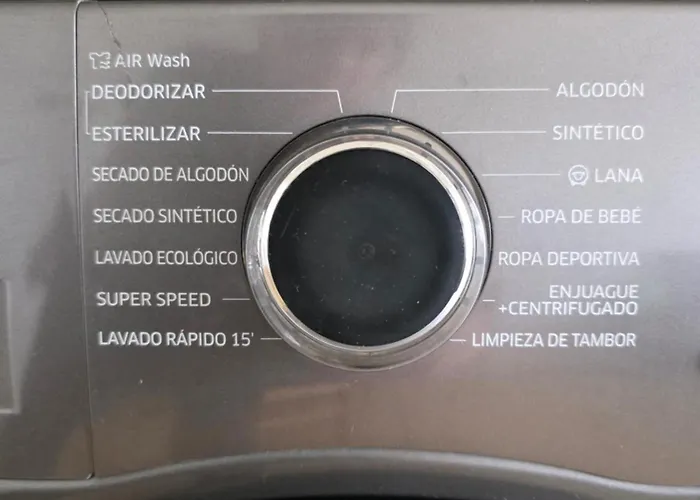 AIR Wash
DEODORIZAR
ESTERILIZAR
SECADO DE ALGODÓN
SECADO SINTÉTICO
LAVADO ECOLÓGICO
SUPER SPEED
LAVADO RÁPIDO 15'
ALGODÓN
SINTÉTICO
LANA
ROPA DE BEBÉ
ROPA DEPORTIVA
ENJUAGUE
+CENTRIFUGADO
LIMPIEZA DE TAMBOR